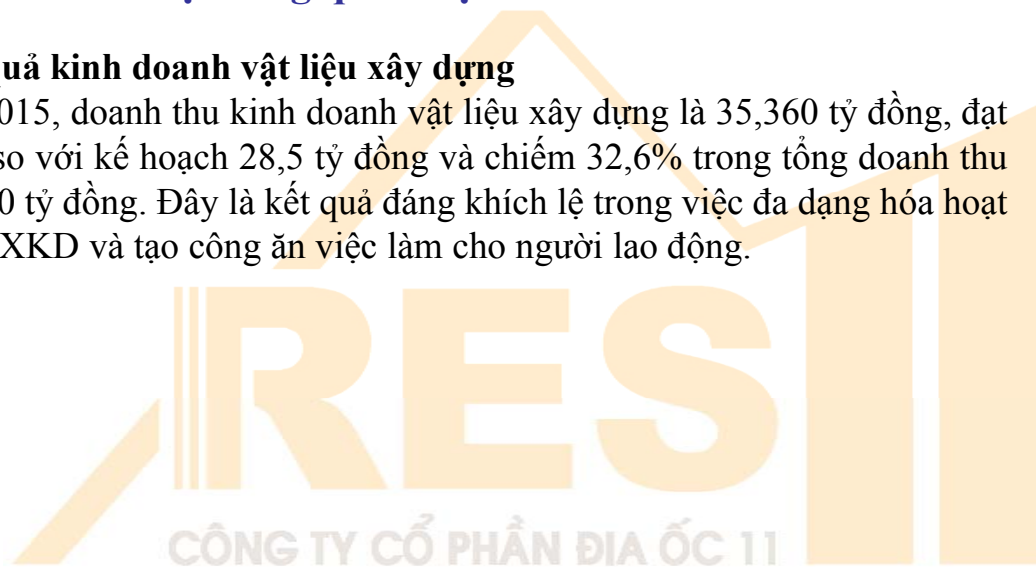 uả kinh doanh vật liệu xây dựng
015, doanh thu kinh doanh vật liệu xây dựng là 35,360 tỷ đồng, đạt
so với kế hoạch 28,5 tỷ đồng và chiếm 32,6% trong tổng doanh thu
0 tỷ đồng. Đây là kết quả đáng khích lệ trong việc đa dạng hóa hoạt
XKD và tạo công ăn việc làm cho người lao động.
RES11
CÔNG TY CỔ PHẦN ĐỊA ỐC 11